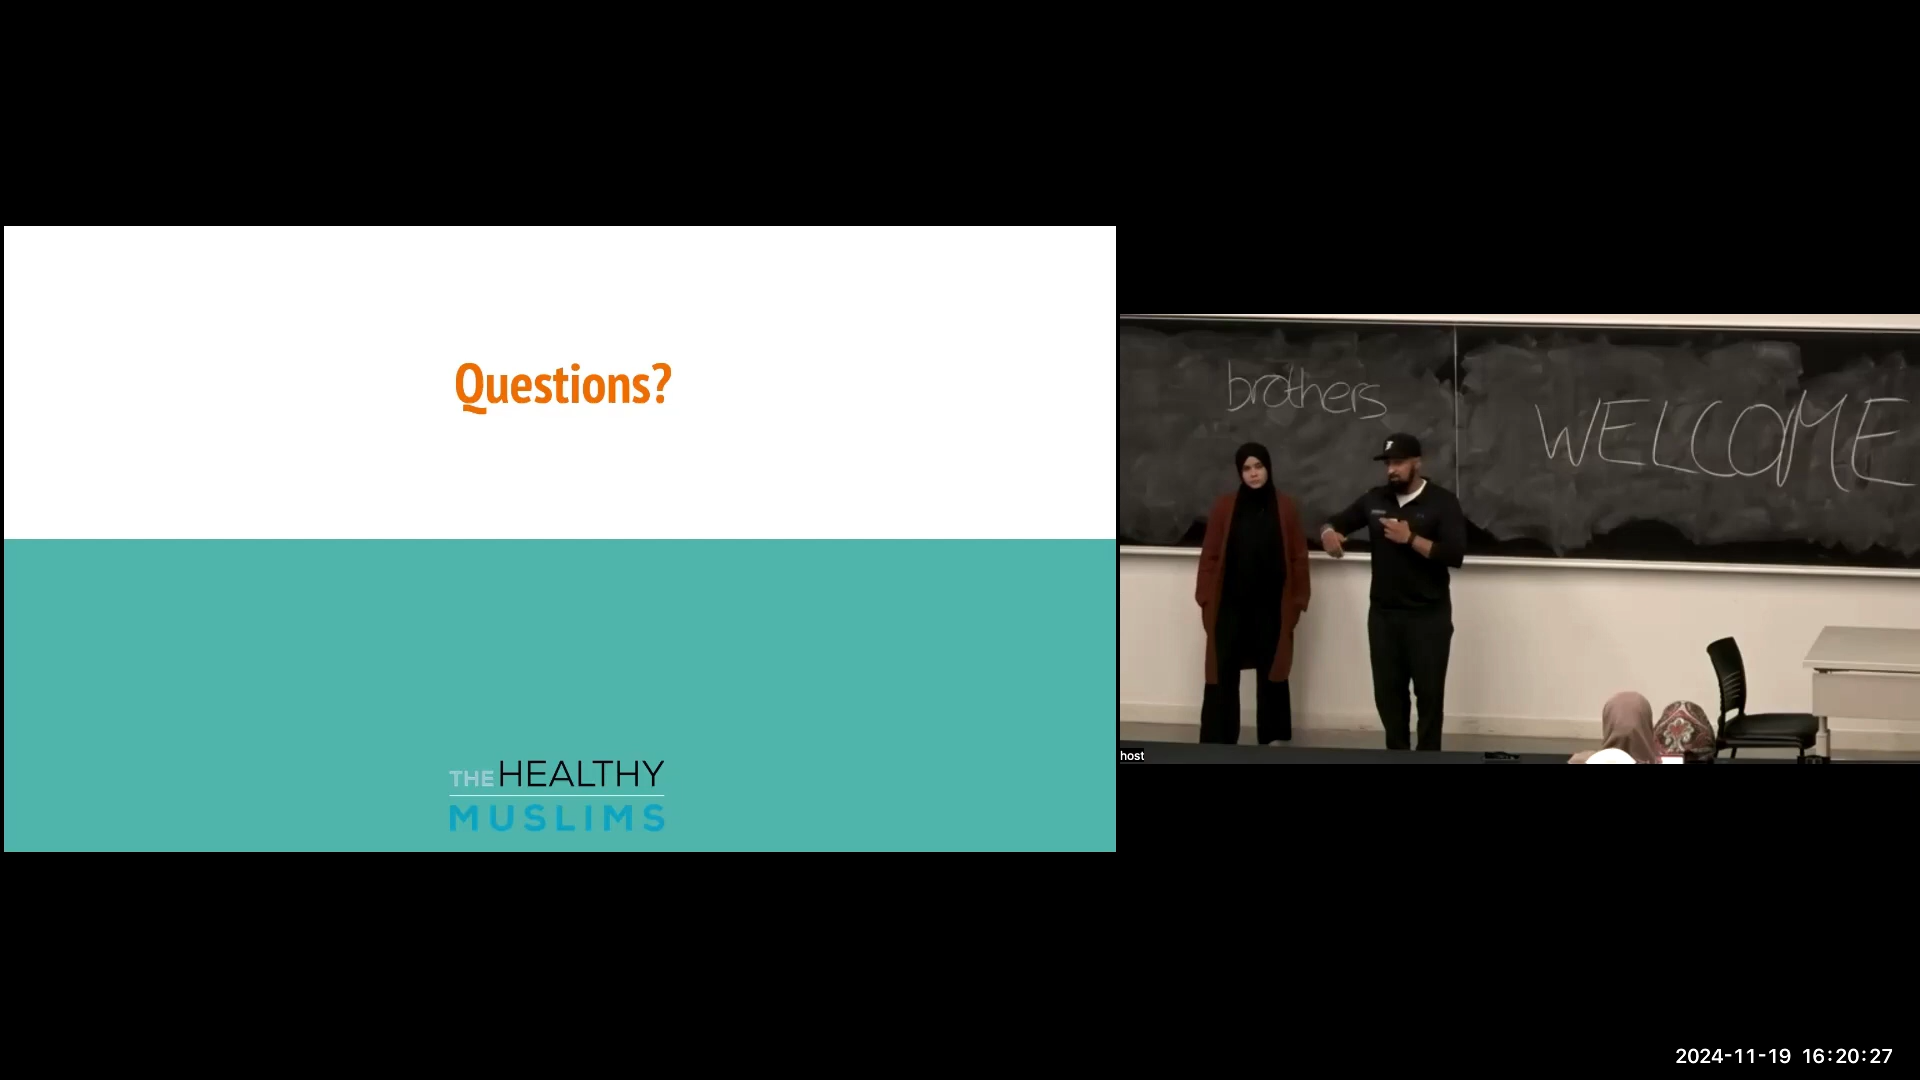 Questions?
THE HEALTHY
MUSLIMS
brothers
WELCOME
host
2024-11-19 16:20:27